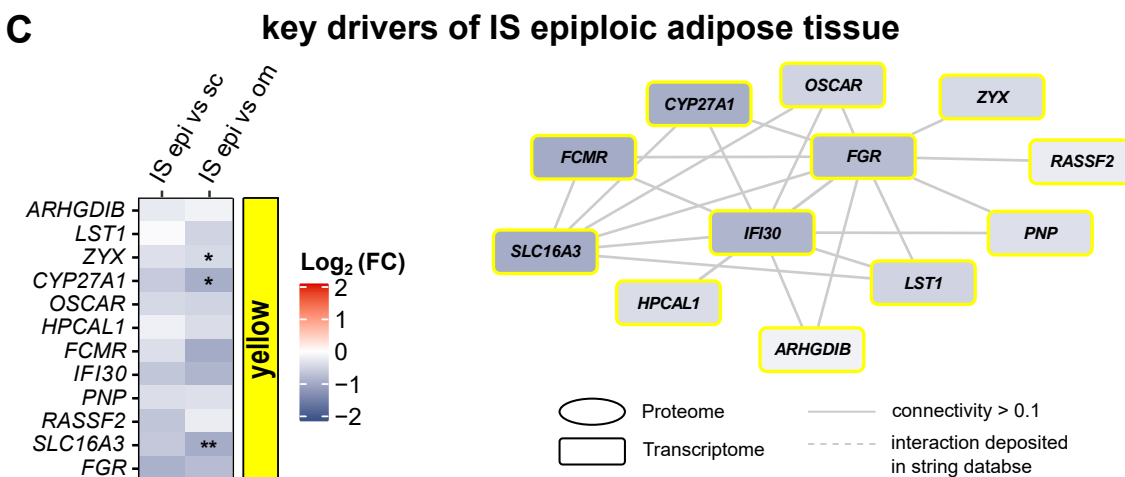 C
key drivers of IS epiploic adipose tissue
IS epi vs sc
IS epi vs om
ARHGDIB
LST1
ZYX
CYP27A1
OSCAR
HPCAL1
FCMR
IFI30
PNP
RASSF2
SLC16A3
FGR
*
*
**
yellow
Log2 (FC)
2
1
0
−1
−2
OSCAR
CYP27A1
ZYX
FCMR
FGR
RASSF2
IFI30
PNP
SLC16A3
LST1
HPCAL1
ARHGDIB
Proteome
Transcriptome
connectivity > 0.1
interaction deposited
in string databse